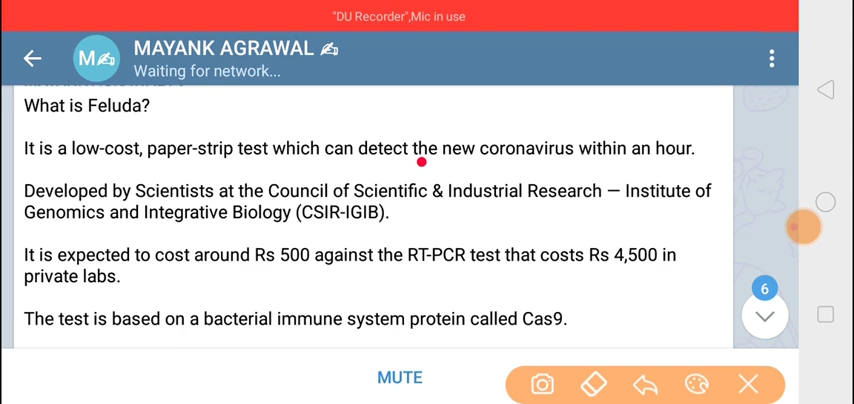 "DU Recorder",Mic in use
M✍
MAYANK AGRAWAL ✍
Waiting for network...
What is Feluda?
It is a low-cost, paper-strip test which can detect the new coronavirus within an hour.
Developed by Scientists at the Council of Scientific & Industrial Research — Institute of
Genomics and Integrative Biology (CSIR-IGIB).
It is expected to cost around Rs 500 against the RT-PCR test that costs Rs 4,500 in
private labs.
6
The test is based on a bacterial immune system protein called Cas9.
MUTE